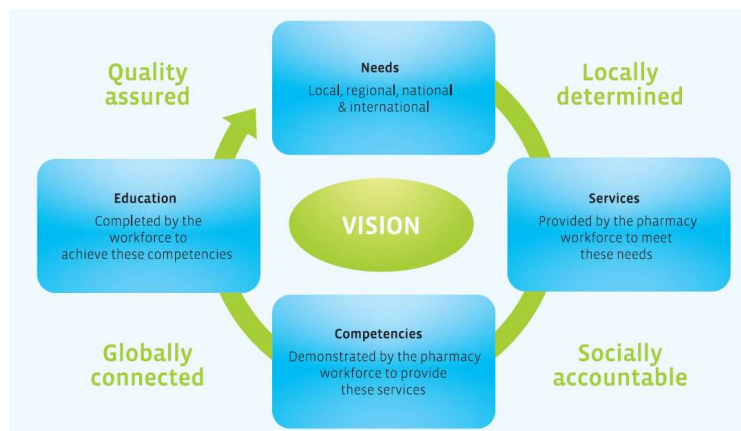 Quality
assured
Needs
Local, regional, national
& international
Locally
determined
Education
Completed by the
workforce to
achieve these competencies
VISION
Services
Provided by the pharmacy
workforce to meet
these needs
Globally
connected
Competencies
Demonstrated by the pharmacy
workforce to provide
these services
Socially
accountable